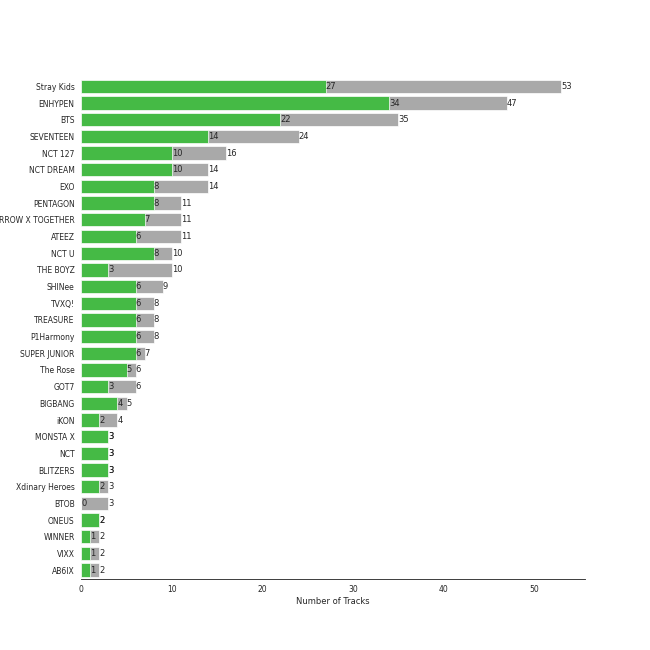 Stray Kids 27 53
ENHYPEN 34 47
BTS 22 35
SEVENTEEN 14 24
NCT 127 10 16
NCT DREAM 10 14
EXO 8 14
PENTAGON 8 11
RROW X TOGETHER 7 11
ATEEZ 6 11
NCT U 8 10
THE BOYZ 3 10
SHINee 6 9
TVXQ! 6 8
TREASURE 6 8
P1Harmony 6 8
SUPER JUNIOR 6 7
The Rose 5 6
GOT7 3 6
BIGBANG 4 5
iKON 2 4
MONSTA X 3
NCT 3
BLITZERS 3
Xdinary Heroes 2 3
BTOB 0 3
ONEUS 2
WINNER 1 2
VIXX 1 2
AB6IX 1 2
0 10 20 30 40 50
Number of Tracks